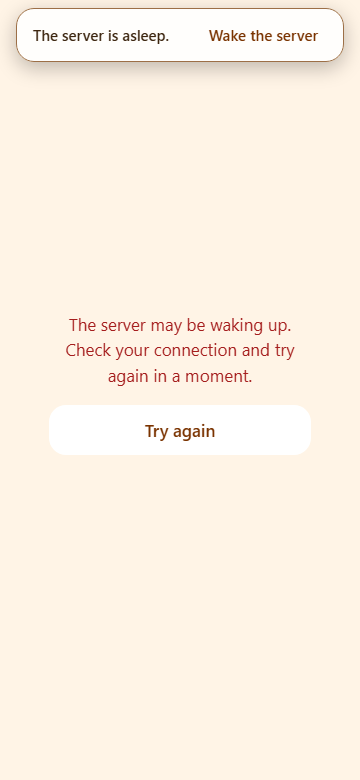 The server is asleep. Wake the server
The server may be waking up.
Check your connection and try
again in a moment.
Try again